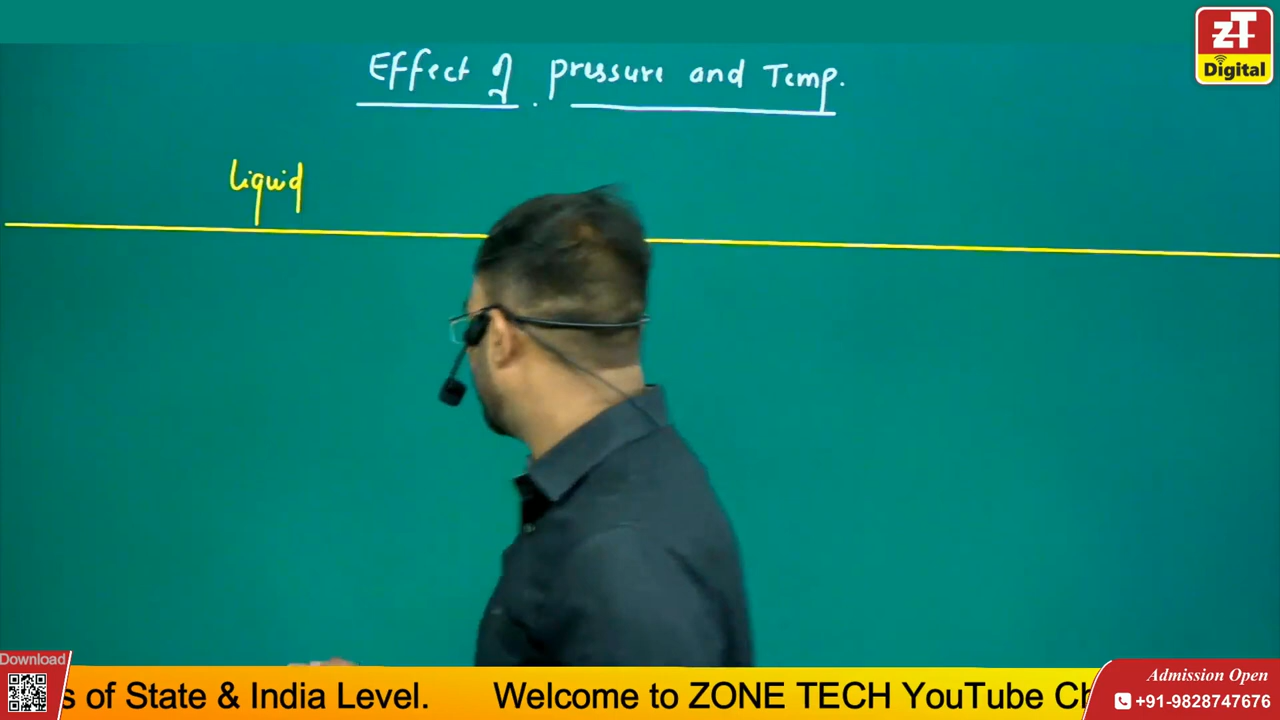 ZT
Digital
Effect of pressure and Temp.
Liquid
Download
s of State & India Level. Welcome to ZONE TECH YouTube Ch
Admission Open
+91-9828747676